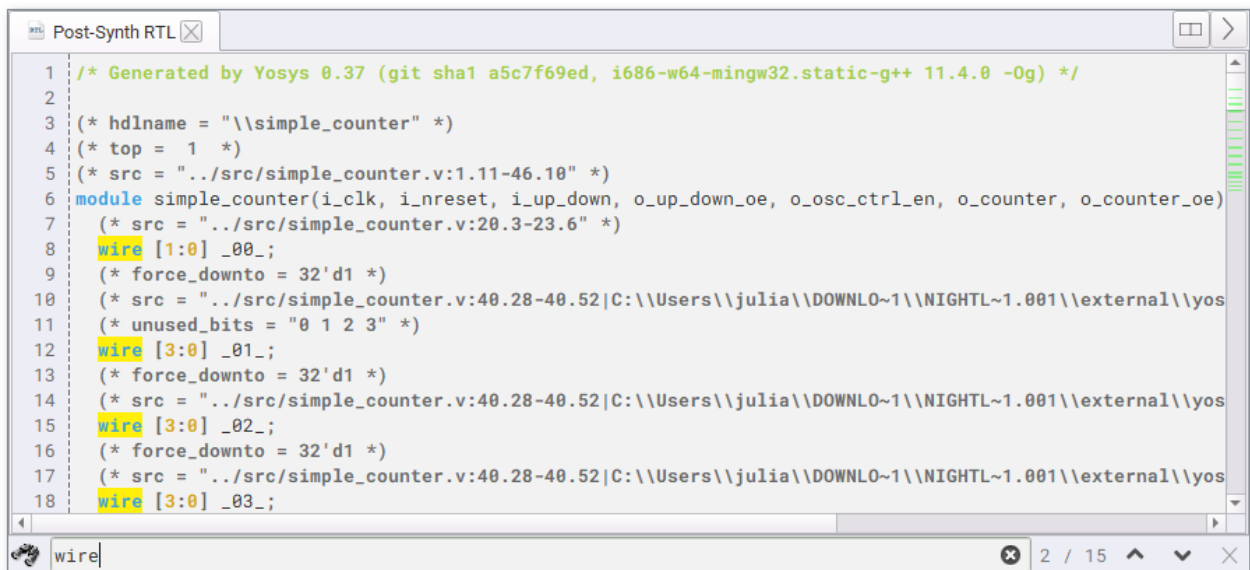 Post-Synth RTL
1 /* Generated by Yosys 0.37 (git sha1 a5c7f69ed, i686-w64-mingw32.static-g++ 11.4.0 -Og) */
2
3 (* hdlname = "\\simple_counter" *)
4 (* top =  1  *)
5 (* src = "../src/simple_counter.v:1.11-46.10" *)
6 module simple_counter(i_clk, i_nreset, i_up_down, o_up_down_oe, o_osc_ctrl_en, o_counter, o_counter_oe)
7   (* src = "../src/simple_counter.v:20.3-23.6" *)
8   wire [1:0] _00_;
9   (* force_downto = 32'd1 *)
10   (* src = "../src/simple_counter.v:40.28-40.52|C:\\Users\\julia\\DOWNLO~1\\NIGHTL~1.001\\external\\yos
11   (* unused_bits = "0 1 2 3" *)
12   wire [3:0] _01_;
13   (* force_downto = 32'd1 *)
14   (* src = "../src/simple_counter.v:40.28-40.52|C:\\Users\\julia\\DOWNLO~1\\NIGHTL~1.001\\external\\yos
15   wire [3:0] _02_;
16   (* force_downto = 32'd1 *)
17   (* src = "../src/simple_counter.v:40.28-40.52|C:\\Users\\julia\\DOWNLO~1\\NIGHTL~1.001\\external\\yos
18   wire [3:0] _03_;
wire 2 / 15